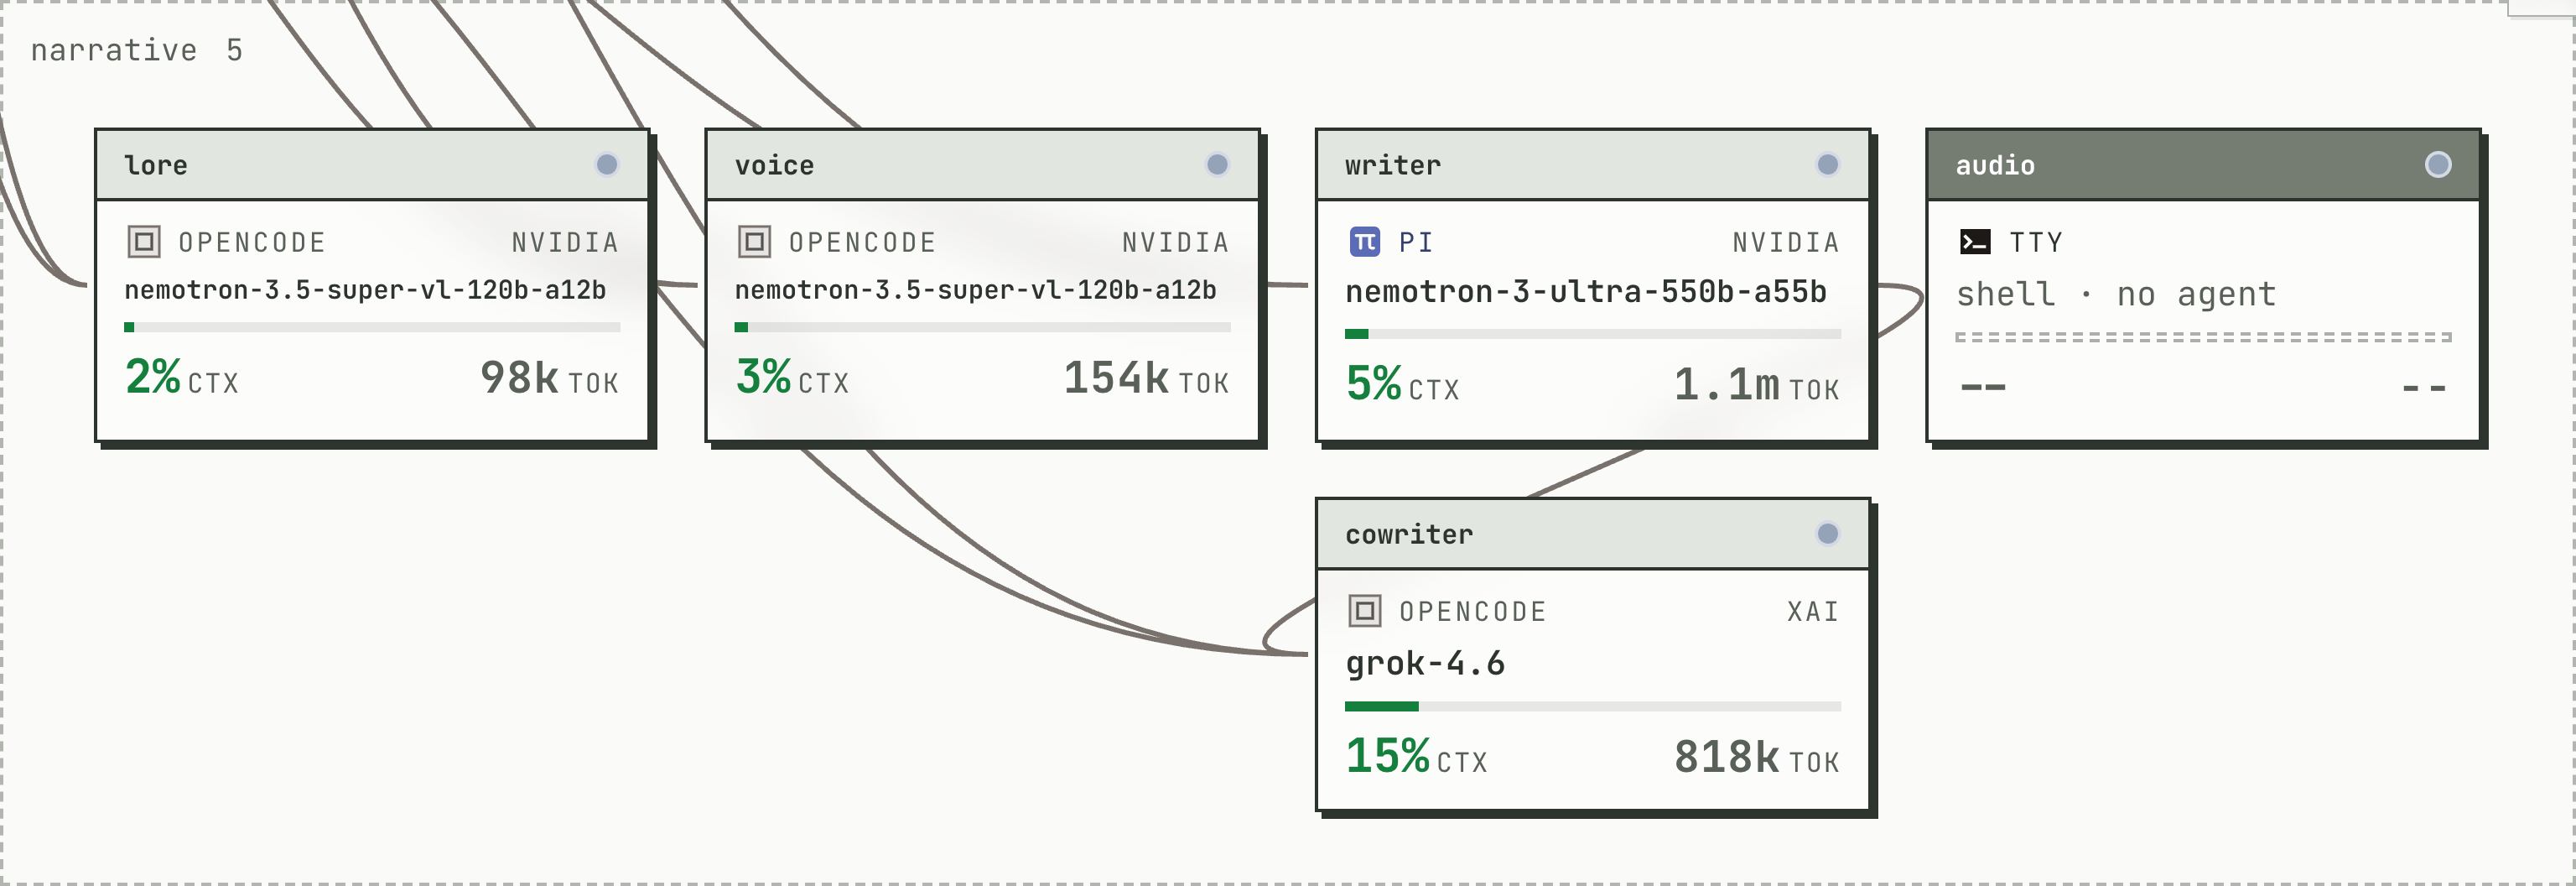 narrative 5
lore
OPENCODE NVIDIA
nemotron-3.5-super-vl-120b-a12b
2% CTX 98k TOK
voice
OPENCODE NVIDIA
nemotron-3.5-super-vl-120b-a12b
3% CTX 154k TOK
writer
PI NVIDIA
nemotron-3-ultra-550b-a55b
5% CTX 1.1m TOK
audio
TTY
shell · no agent
-- --
cowriter
OPENCODE XAI
grok-4.6
15% CTX 818k TOK